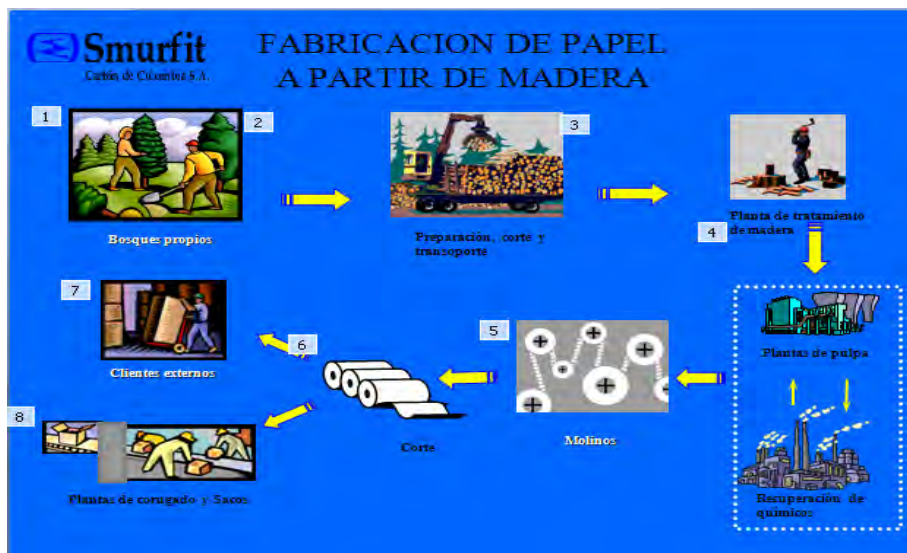 Smurfit
Cartón de Colombia S.A.
FABRICACION DE PAPEL
A PARTIR DE MADERA
1
2
3
Bosques propios
Preparación, corte y
transoporte
Planta de tratamiento
de madera
4
7
Clientes externos
6
5
Plantas de pulpa
Molinos
Corte
8
Plantas de corugado y Sacos
Recuperación de
químicos